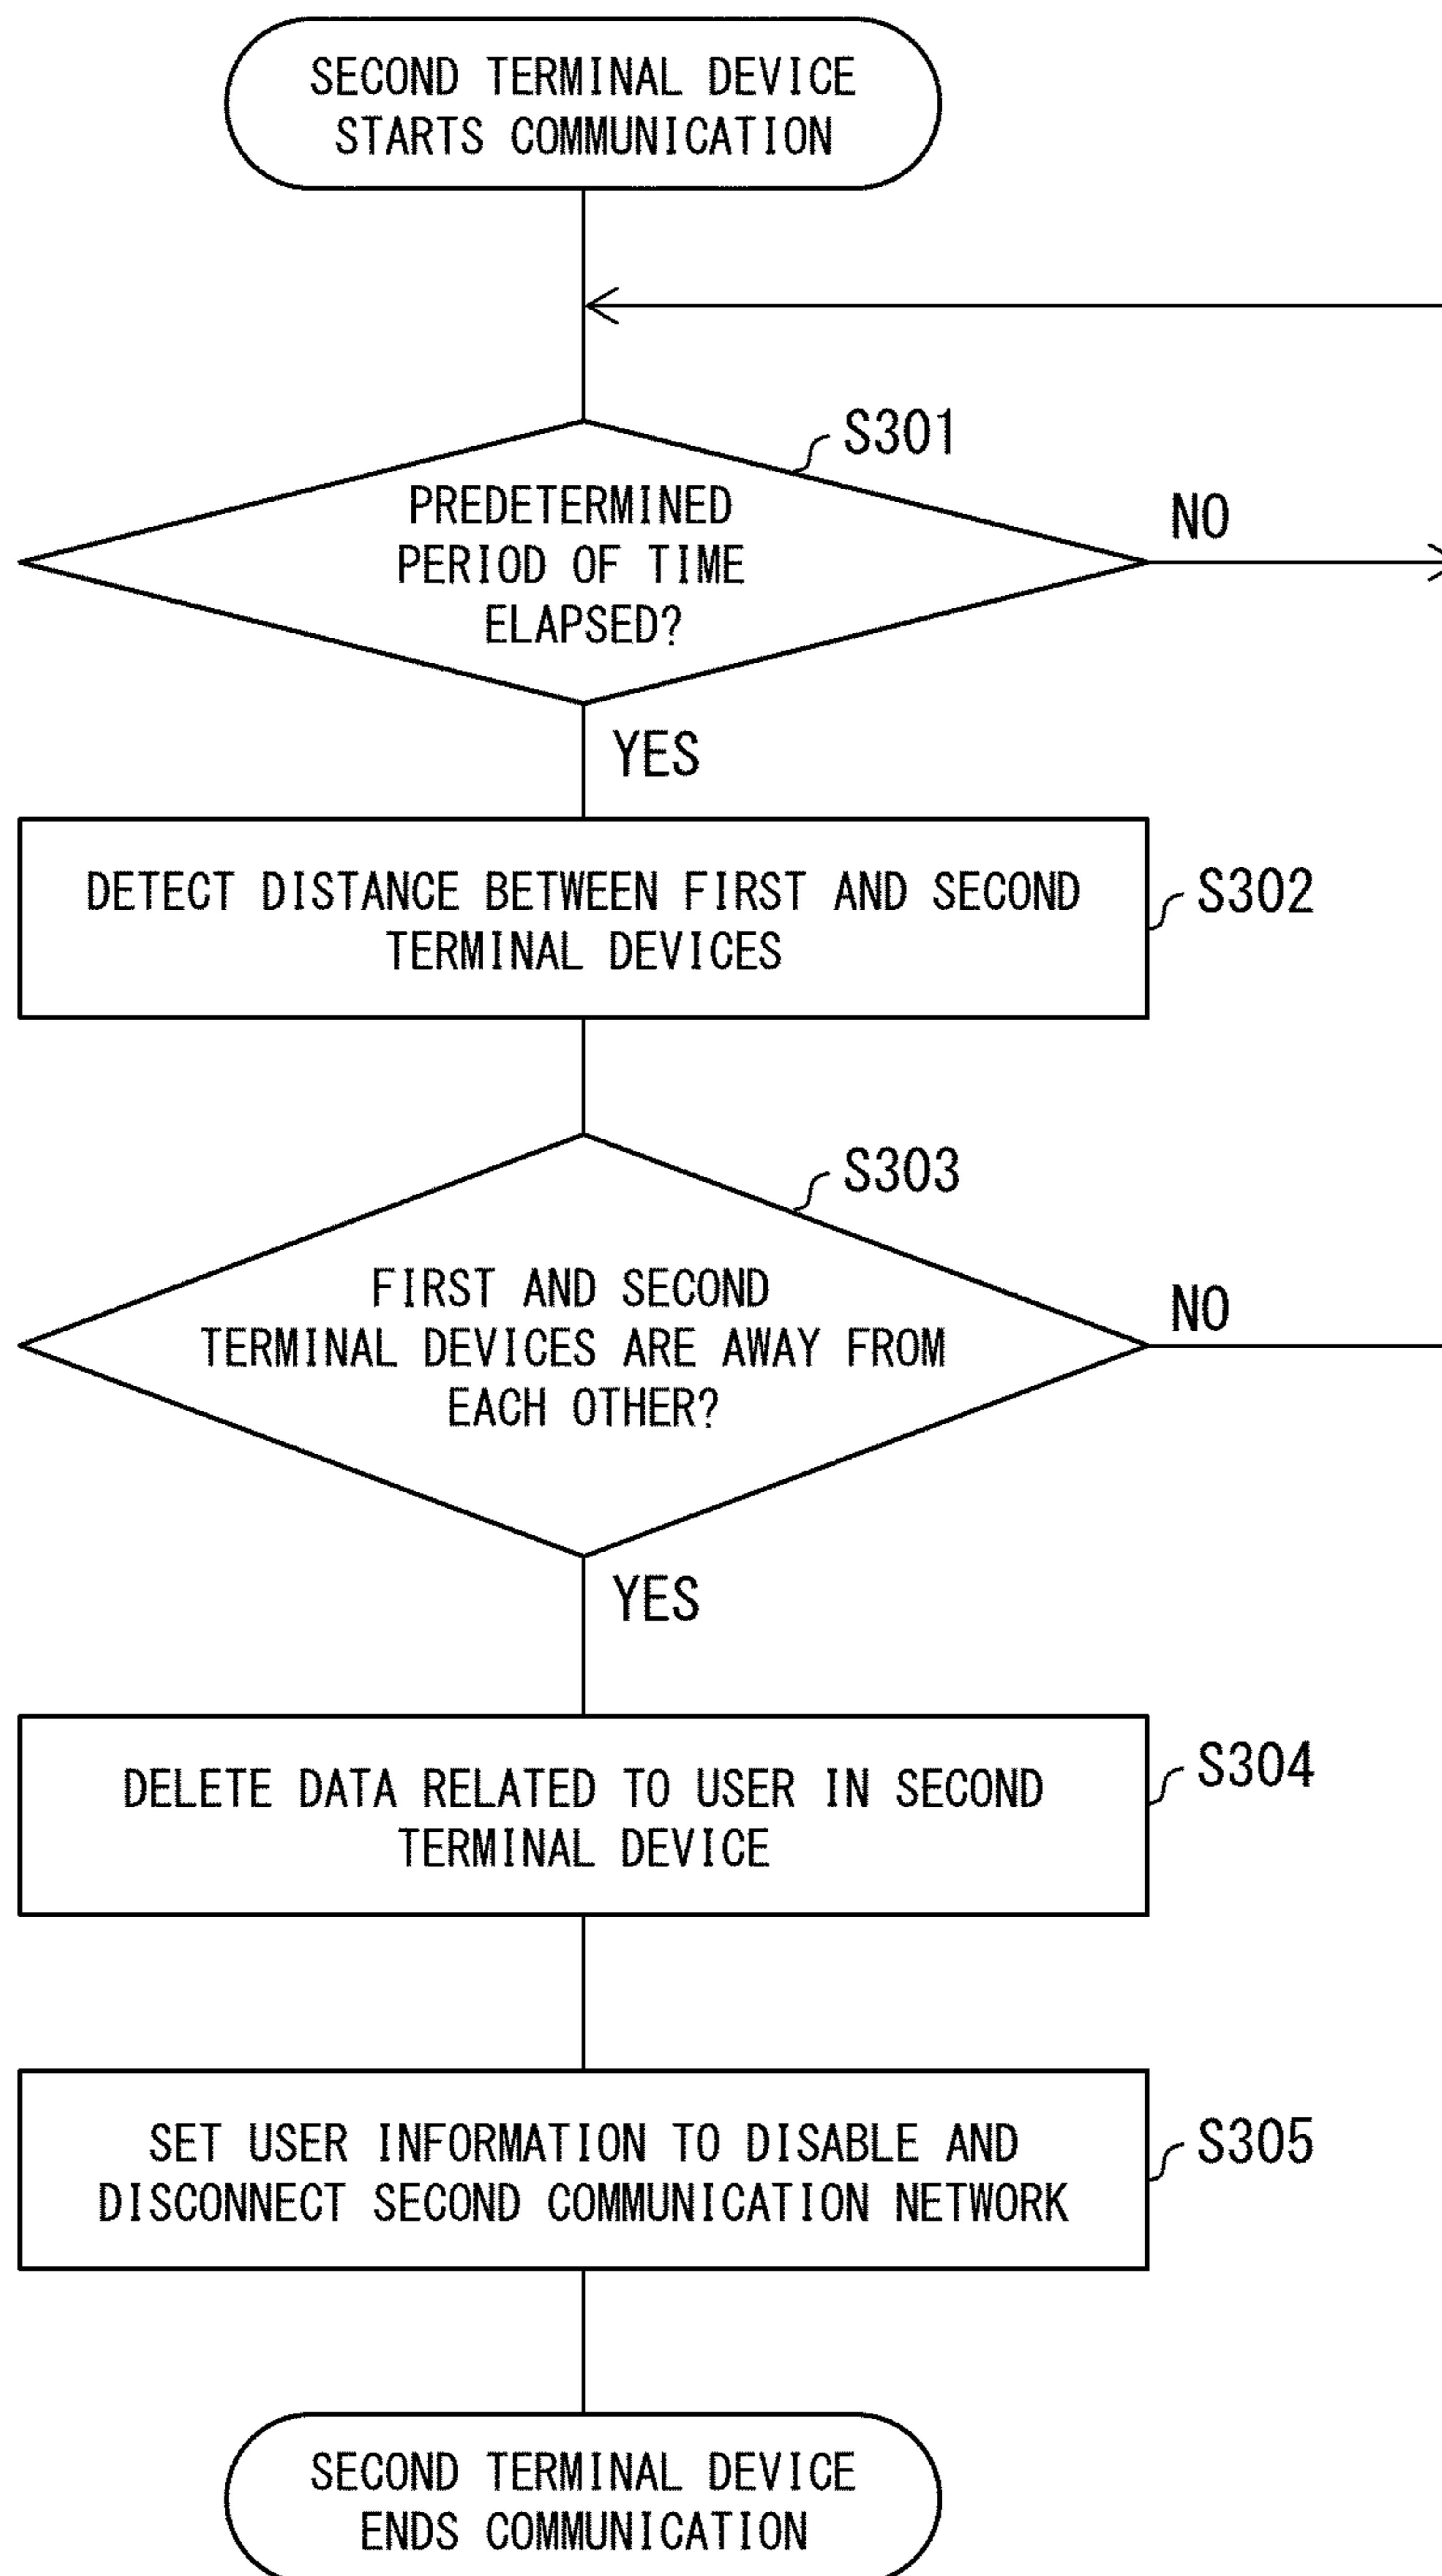 SECOND TERMINAL DEVICE
STARTS COMMUNICATION
S301
PREDETERMINED
PERIOD OF TIME
ELAPSED?
NO
YES
DETECT DISTANCE BETWEEN FIRST AND SECOND
TERMINAL DEVICES
S302
S303
FIRST AND SECOND
TERMINAL DEVICES ARE AWAY FROM
EACH OTHER?
NO
YES
DELETE DATA RELATED TO USER IN SECOND
TERMINAL DEVICE
S304
SET USER INFORMATION TO DISABLE AND
DISCONNECT SECOND COMMUNICATION NETWORK
S305
SECOND TERMINAL DEVICE
ENDS COMMUNICATION